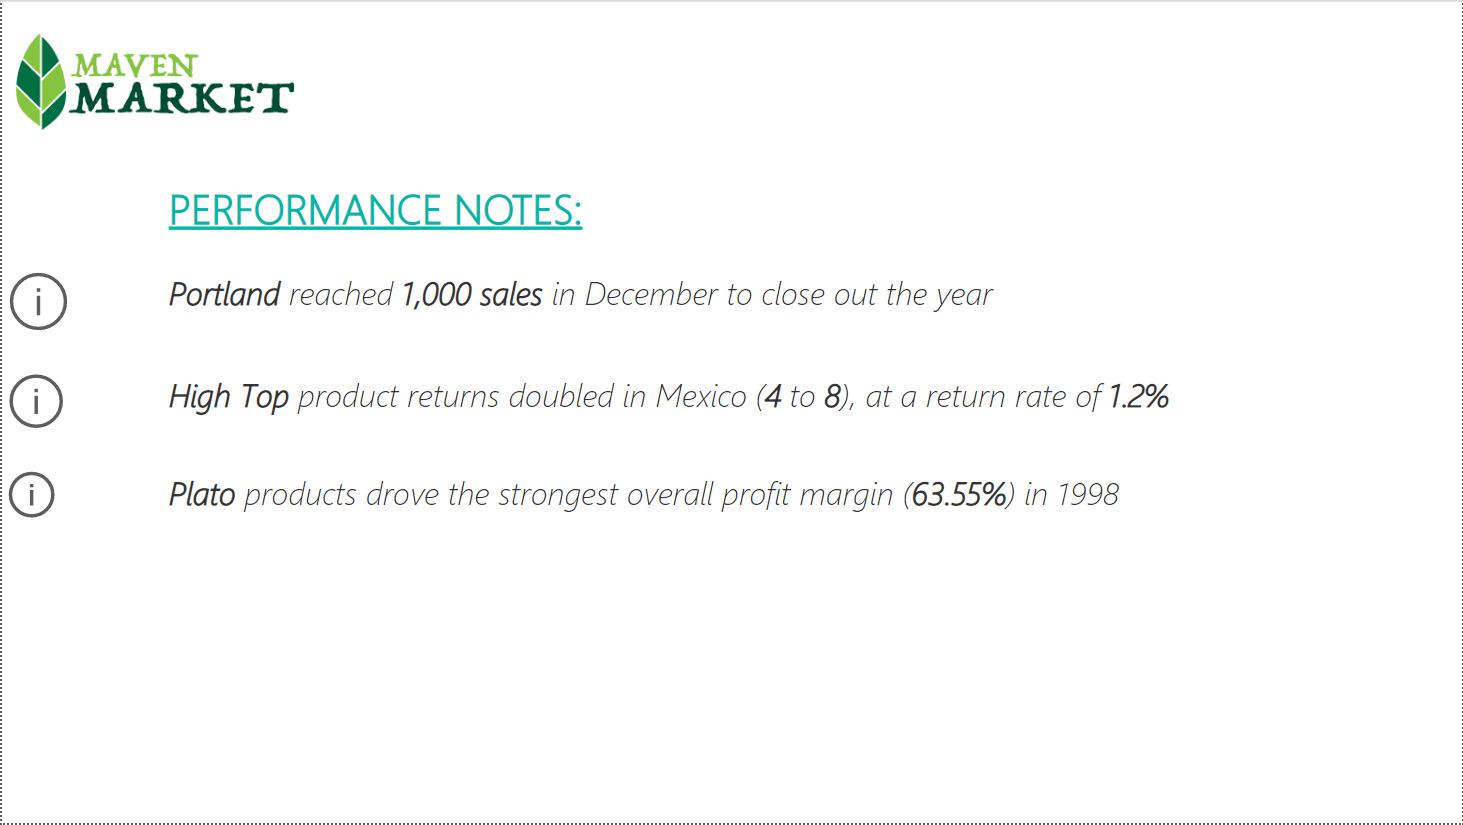 MAVEN
MARKET
PERFORMANCE NOTES:
i
Portland reached 1,000 sales in December to close out the year
i
High Top product returns doubled in Mexico (4 to 8), at a return rate of 1.2%
i
Plato products drove the strongest overall profit margin (63.55%) in 1998